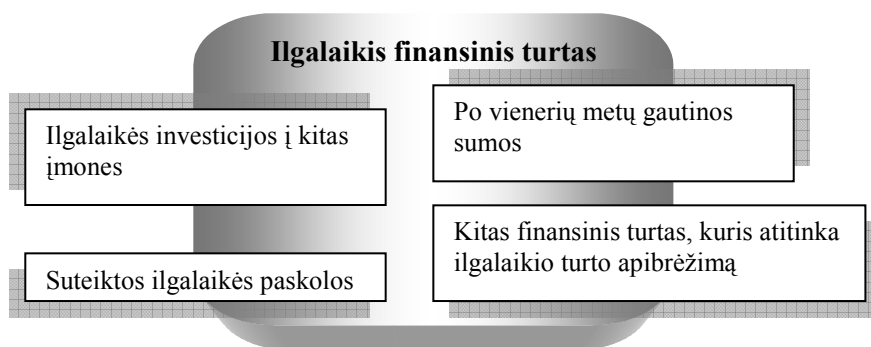 Ilgalaikis finansinis turtas
Ilgalaikės investicijos į kitas
įmones
Po vienerių metų gautinos
sumos
Suteiktos ilgalaikės paskolos
Kitas finansinis turtas, kuris atitinka
ilgalaikio turto apibrėžimą